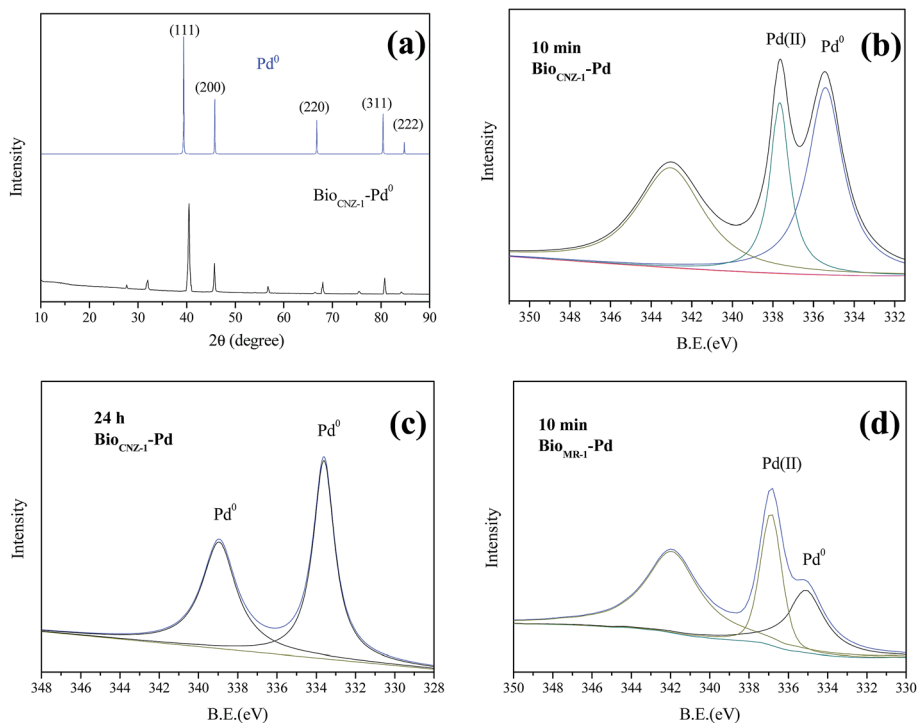 (a)
(111)
Pd⁰
(200)
(220)
(311)
(222)
Bio_CNZ-1-Pd⁰
Intensity
10 20 30 40 50 60 70 80 90
2θ (degree)
(b)
10 min
Bio_CNZ-1-Pd
Pd(II)
Pd⁰
Intensity
350 348 346 344 342 340 338 336 334 332
B.E.(eV)
(c)
24 h
Bio_CNZ-1-Pd
Pd⁰
Pd⁰
Intensity
348 346 344 342 340 338 336 334 332 330 328
B.E.(eV)
(d)
10 min
Bio_MR-1-Pd
Pd(II)
Pd⁰
Intensity
350 348 346 344 342 340 338 336 334 332 330
B.E.(eV)